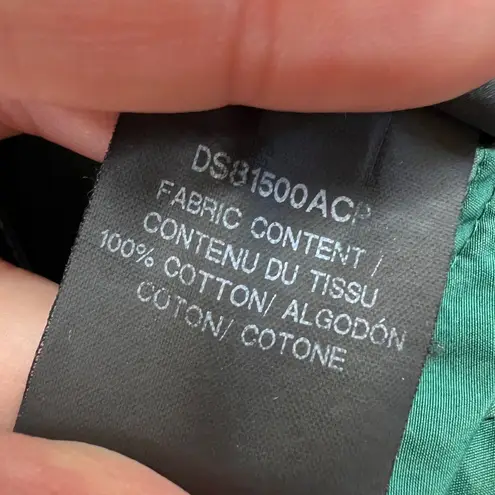 DS81500ACP
FABRIC CONTENT /
CONTENU DU TISSU
100% COTTON/ ALGODÓN
COTON/ COTONE